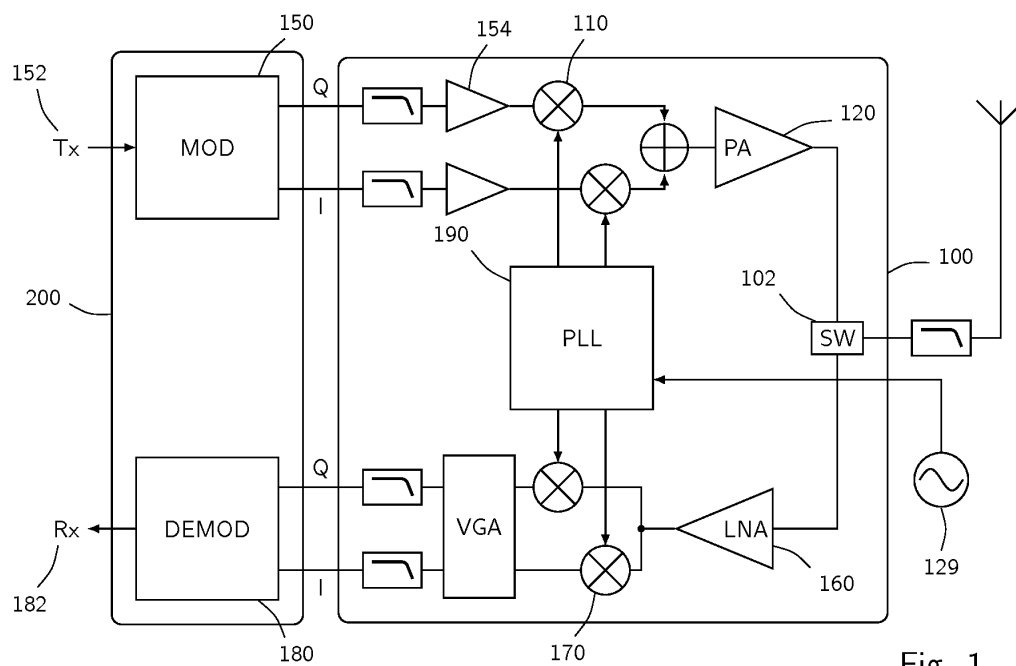 150
154
110
152
Q
120
Tx
MOD
PA
I
190
100
102
200
PLL
SW
Q
Rx
DEMOD
VGA
LNA
129
160
182
I
180
170
Fig. 1